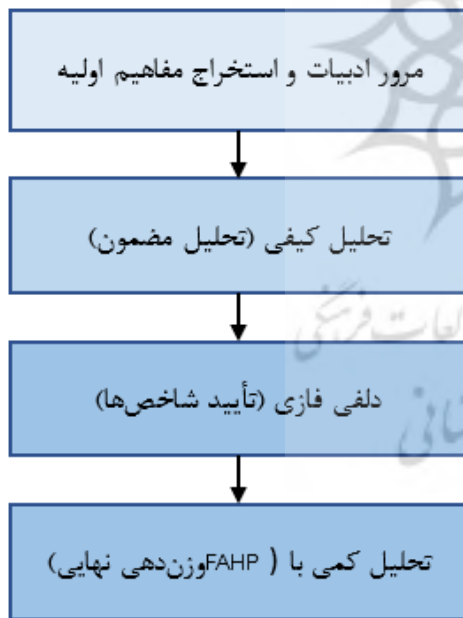 مرور ادبیات و استخراج مفاهیم اولیه
تحلیل کیفی (تحلیل مضمون)
دلفی فازی (تأیید شاخص‌ها)
تحلیل کمی با ( FAHPوزن‌دهی نهایی)